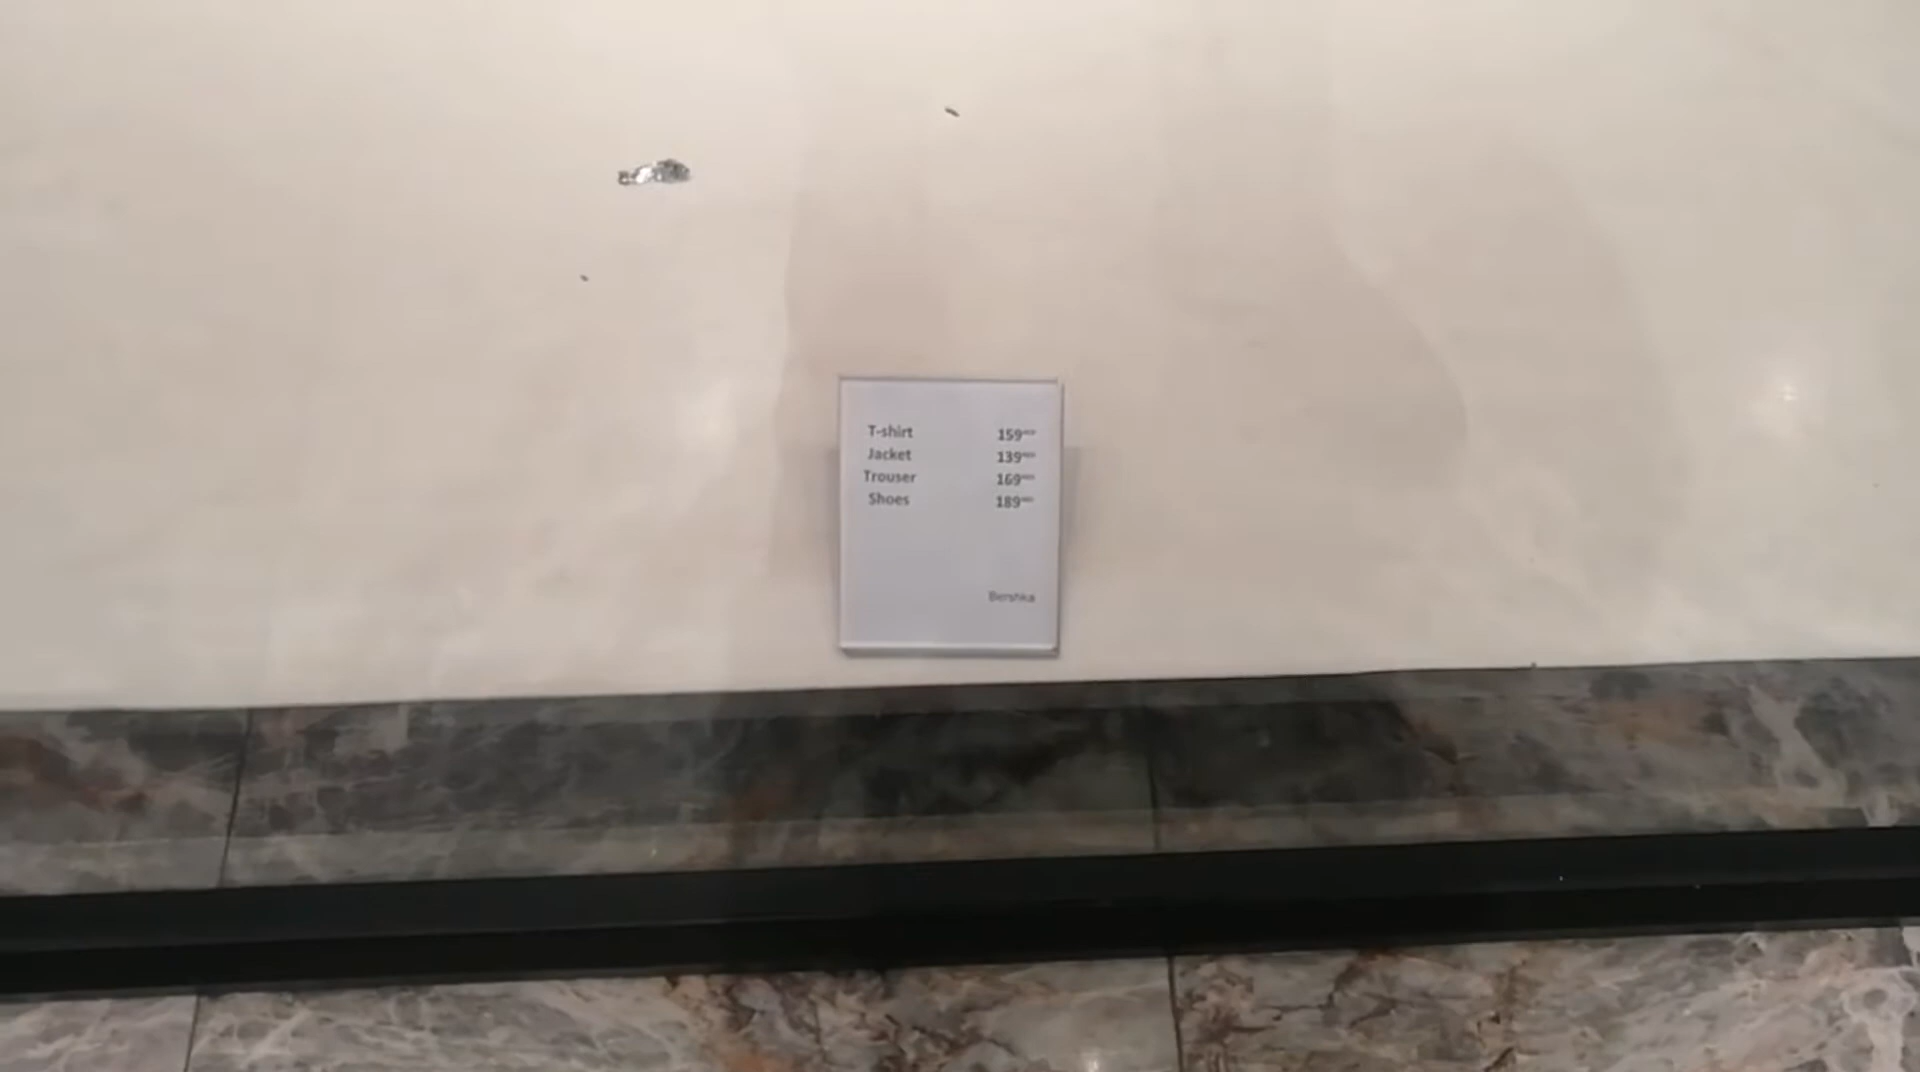 T-shirt 159
Jacket 139
Trouser 169
Shoes 189
Bershka